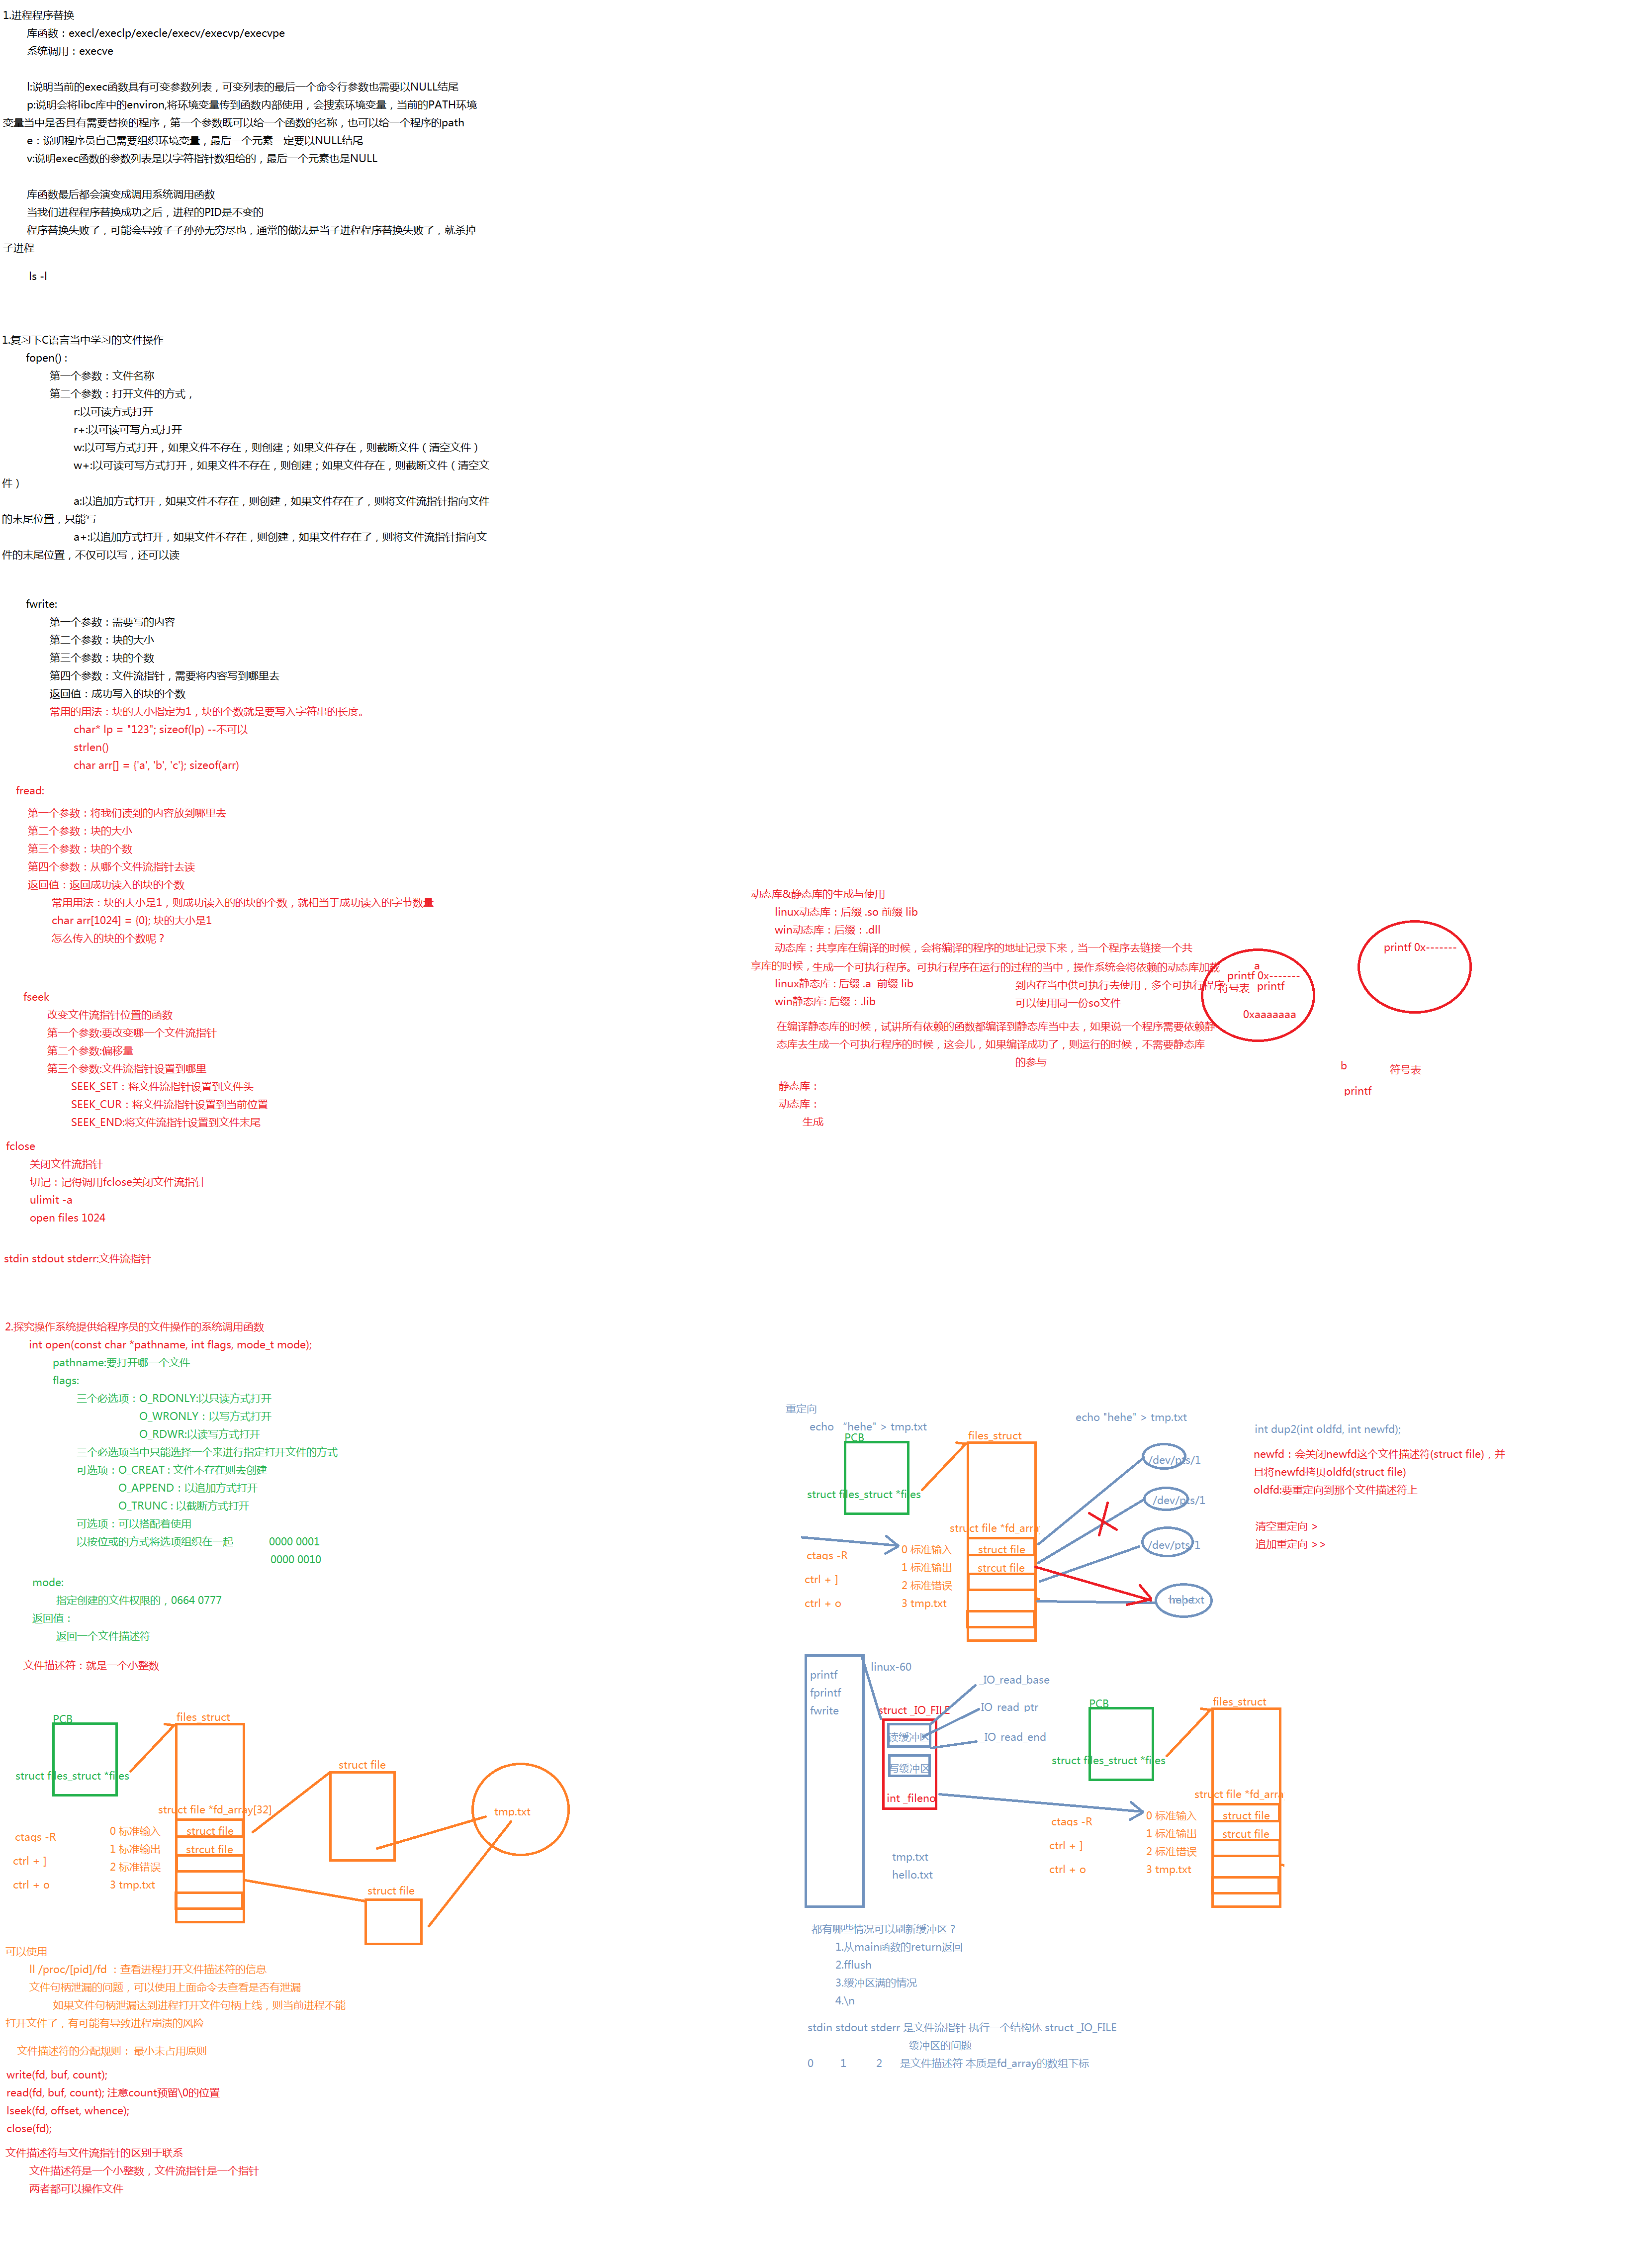 1.进程程序替换
库函数：execl/execlp/execle/execv/execvp/execvpe
系统调用：execve
l:说明当前的exec函数具有可变参数列表，可变列表的最后一个命令行参数也需要以NULL结尾
p:说明会将libc库中的environ,将环境变量传到函数内部使用，会搜索环境变量，当前的PATH环境
变量当中是否具有需要替换的程序，第一个参数既可以给一个函数的名称，也可以给一个程序的path
e：说明程序员自己需要组织环境变量，最后一个元素一定要以NULL结尾
v:说明exec函数的参数列表是以字符指针数组给的，最后一个元素也是NULL
库函数最后都会演变成调用系统调用函数
当我们进程程序替换成功之后，进程的PID是不变的
程序替换失败了，可能会导致子子孙孙无穷尽也，通常的做法是当子进程程序替换失败了，就杀掉
子进程
ls -l
1.复习下C语言当中学习的文件操作
fopen()：
第一个参数：文件名称
第二个参数：打开文件的方式，
r:以可读方式打开
r+:以可读可写方式打开
w:以可写方式打开，如果文件不存在，则创建；如果文件存在，则截断文件（清空文件）
w+:以可读可写方式打开，如果文件不存在，则创建；如果文件存在，则截断文件（清空文
件）
a:以追加方式打开，如果文件不存在，则创建，如果文件存在了，则将文件流指针指向文件
的末尾位置，只能写
a+:以追加方式打开，如果文件不存在，则创建，如果文件存在了，则将文件流指针指向文
件的末尾位置，不仅可以写，还可以读
fwrite:
第一个参数：需要写的内容
第二个参数：块的大小
第三个参数：块的个数
第四个参数：文件流指针，需要将内容写到哪里去
返回值：成功写入的块的个数
常用的用法：块的大小指定为1，块的个数就是要写入字符串的长度。
char* lp = "123"; sizeof(lp) --不可以
strlen()
char arr[] = {'a', 'b', 'c'}; sizeof(arr)
fread:
第一个参数：将我们读到的内容放到哪里去
第二个参数：块的大小
第三个参数：块的个数
第四个参数：从哪个文件流指针去读
返回值：返回成功读入的块的个数
常用用法：块的大小是1，则成功读入的的块的个数，就相当于成功读入的字节数量
char arr[1024] = {0}; 块的大小是1
怎么传入的块的个数呢？
fseek
改变文件流指针位置的函数
第一个参数:要改变哪一个文件流指针
第二个参数:偏移量
第三个参数:文件流指针设置到哪里
SEEK_SET：将文件流指针设置到文件头
SEEK_CUR：将文件流指针设置到当前位置
SEEK_END:将文件流指针设置到文件末尾
fclose
关闭文件流指针
切记：记得调用fclose关闭文件流指针
ulimit -a
open files 1024
stdin stdout stderr:文件流指针
动态库&静态库的生成与使用
linux动态库：后缀 .so 前缀 lib
win动态库：后缀：.dll
动态库：共享库在编译的时候，会将编译的程序的地址记录下来，当一个程序去链接一个共
享库的时候，生成一个可执行程序。可执行程序在运行的过程的当中，操作系统会将依赖的动态库加载
到内存当中供可执行去使用，多个可执行程序
可以使用同一份so文件
linux静态库：后缀 .a 前缀 lib
win静态库: 后缀：.lib
在编译静态库的时候，试讲所有依赖的函数都编译到静态库当中去，如果说一个程序需要依赖静
态库去生成一个可执行程序的时候，这会儿，如果编译成功了，则运行的时候，不需要静态库
的参与
静态库：
动态库：
生成
a
printf 0x-------
符号表 printf
0xaaaaaaa
printf 0x-------
b
符号表
printf
2.探究操作系统提供给程序员的文件操作的系统调用函数
int open(const char *pathname, int flags, mode_t mode);
pathname:要打开哪一个文件
flags:
三个必选项：O_RDONLY:以只读方式打开
O_WRONLY：以写方式打开
O_RDWR:以读写方式打开
三个必选项当中只能选择一个来进行指定打开文件的方式
可选项：O_CREAT : 文件不存在则去创建
O_APPEND：以追加方式打开
O_TRUNC : 以截断方式打开
可选项：可以搭配着使用
以按位或的方式将选项组织在一起 0000 0001
0000 0010
mode:
指定创建的文件权限的，0664 0777
返回值：
返回一个文件描述符
文件描述符：就是一个小整数
PCB
files_struct
struct files_struct *files
struct file *fd_array[32]
struct file
strcut file
struct file
struct file
tmp.txt
ctags -R
ctrl + ]
ctrl + o
0 标准输入
1 标准输出
2 标准错误
3 tmp.txt
可以使用
ll /proc/[pid]/fd ：查看进程打开文件描述符的信息
文件句柄泄漏的问题，可以使用上面命令去查看是否有泄漏
如果文件句柄泄漏达到进程打开文件句柄上线，则当前进程不能
打开文件了，有可能有导致进程崩溃的风险
文件描述符的分配规则： 最小未占用原则
write(fd, buf, count);
read(fd, buf, count); 注意count预留\0的位置
lseek(fd, offset, whence);
close(fd);
文件描述符与文件流指针的区别于联系
文件描述符是一个小整数，文件流指针是一个指针
两者都可以操作文件
重定向
echo “hehe" > tmp.txt
PCB
files_struct
struct files_struct *files
struct file *fd_arra
struct file
strcut file
ctags -R
ctrl + ]
ctrl + o
0 标准输入
1 标准输出
2 标准错误
3 tmp.txt
echo "hehe" > tmp.txt
/dev/pts/1
/dev/pts/1
/dev/pts/1
int dup2(int oldfd, int newfd);
newfd：会关闭newfd这个文件描述符(struct file)，并
且将newfd拷贝oldfd(struct file)
oldfd:要重定向到那个文件描述符上
清空重定向 >
追加重定向 >>
printf
fprintf
fwrite
linux-60
struct _IO_FILE
读缓冲区
写缓冲区
int _fileno
_IO_read_base
IO_read_ptr
_IO_read_end
tmp.txt
hello.txt
PCB
files_struct
struct files_struct *files
struct file *fd_arra
struct file
strcut file
ctags -R
ctrl + ]
ctrl + o
0 标准输入
1 标准输出
2 标准错误
3 tmp.txt
都有哪些情况可以刷新缓冲区？
1.从main函数的return返回
2.fflush
3.缓冲区满的情况
4.\n
stdin stdout stderr 是文件流指针 执行一个结构体 struct _IO_FILE
缓冲区的问题
0 1 2 是文件描述符 本质是fd_array的数组下标